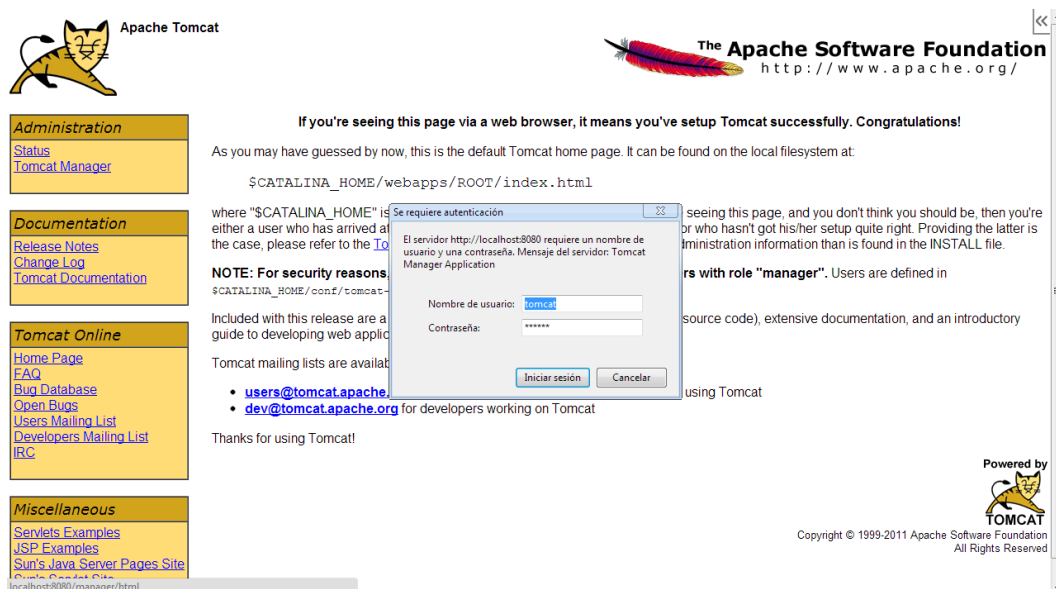 Apache Tomcat
The Apache Software Foundation
http://www.apache.org/
Administration
Status
Tomcat Manager
Documentation
Release Notes
Change Log
Tomcat Documentation
Tomcat Online
Home Page
FAQ
Bug Database
Open Bugs
Users Mailing List
Developers Mailing List
IRC
Miscellaneous
Servlets Examples
JSP Examples
Sun's Java Server Pages Site
Sun's Servlet Site
localhost:8080/manager/html
If you're seeing this page via a web browser, it means you've setup Tomcat successfully. Congratulations!
As you may have guessed by now, this is the default Tomcat home page. It can be found on the local filesystem at:
$CATALINA_HOME/webapps/ROOT/index.html
where "$CATALINA_HOME" is seeing this page, and you don't think you should be, then you're
either a user who has arrived at or who hasn't got his/her setup quite right. Providing the latter is
the case, please refer to the administration information than is found in the INSTALL file.
NOTE: For security reasons, with role "manager". Users are defined in
$CATALINA_HOME/conf/tomcat-
Included with this release are a source code), extensive documentation, and an introductory
guide to developing web applic
Tomcat mailing lists are availab
users@tomcat.apache. using Tomcat
dev@tomcat.apache.org for developers working on Tomcat
Thanks for using Tomcat!
Se requiere autenticación
El servidor http://localhost:8080 requiere un nombre de
usuario y una contraseña. Mensaje del servidor: Tomcat
Manager Application
Nombre de usuario: tomcat
Contraseña: ******
Iniciar sesión Cancelar
Powered by
TOMCAT
Copyright © 1999-2011 Apache Software Foundation
All Rights Reserved